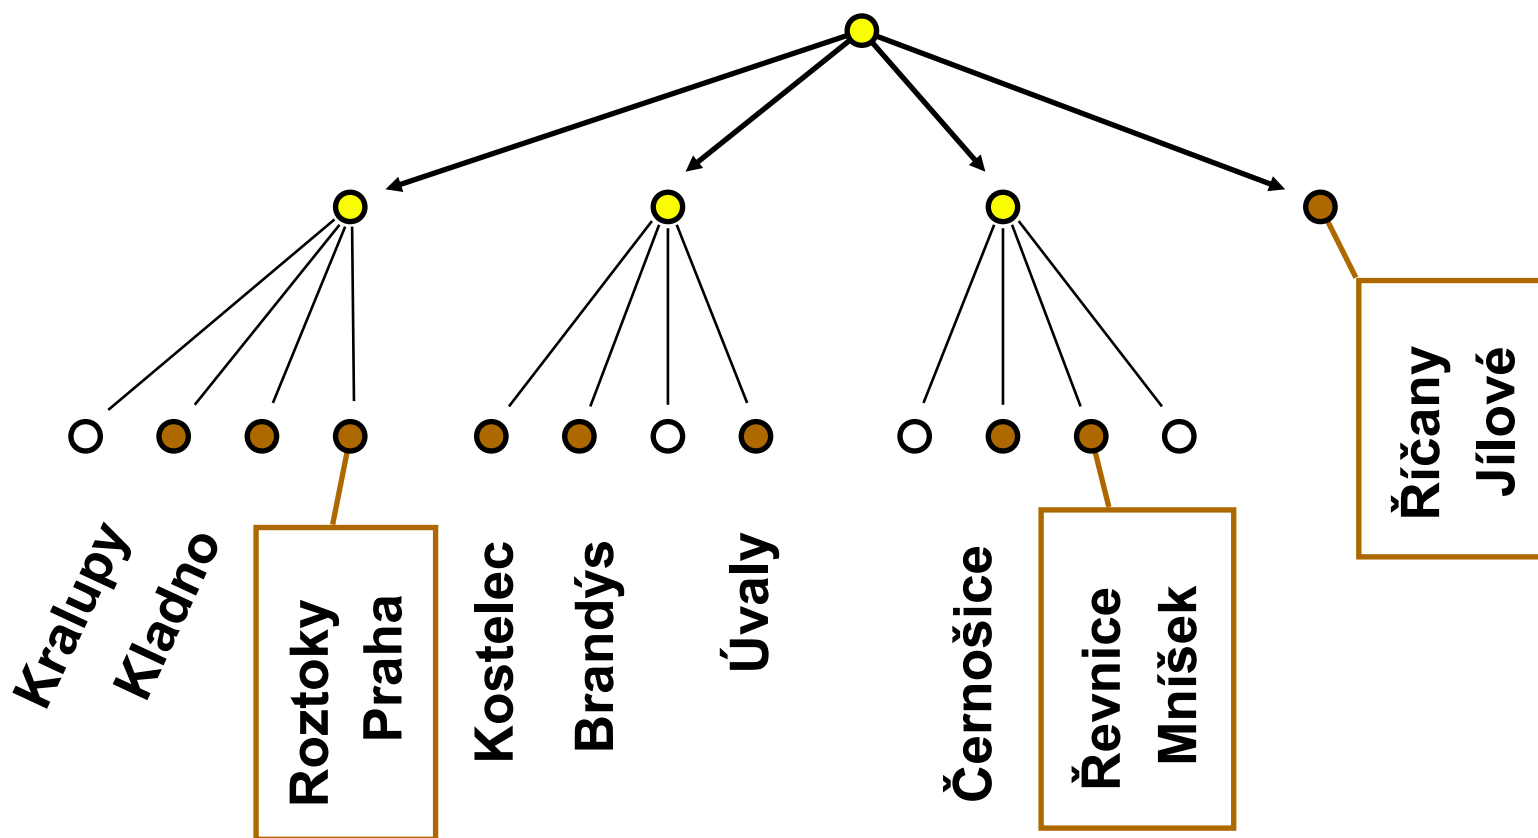 Kralupy
Kladno
Roztoky
Praha
Kostelec
Brandýs
Úvaly
Černošice
Řevnice
Mníšek
Říčany
Jílové